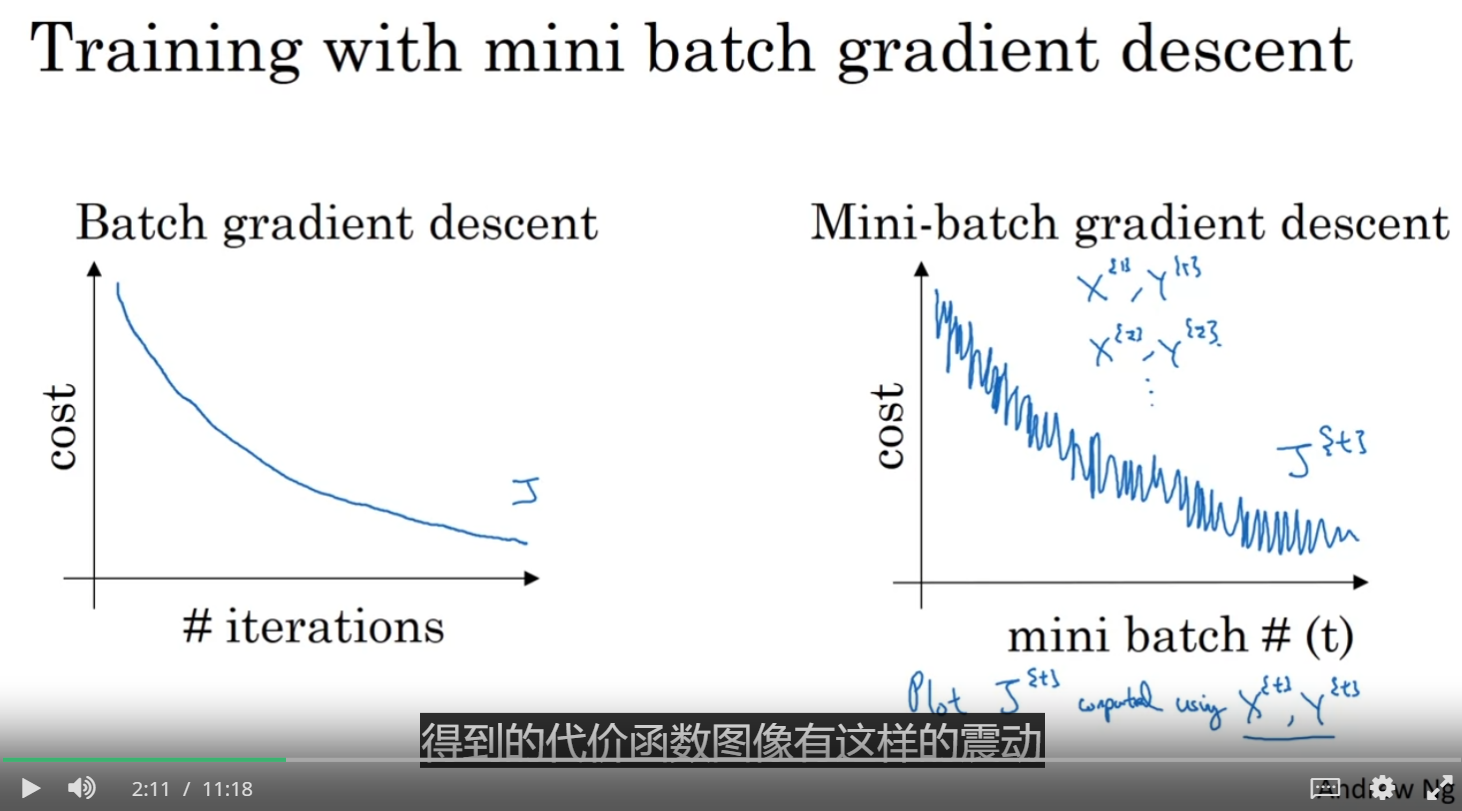 Training with mini batch gradient descent
Batch gradient descent
cost
J
# iterations
Mini-batch gradient descent
X^{1}, Y^{1}
X^{2}, Y^{2}
⋮
cost
J^{t}
mini batch # (t)
Plot J^{t} computed using X^{t}, Y^{t}
得到的代价函数图像有这样的震动
2:11 / 11:18
Andrew Ng